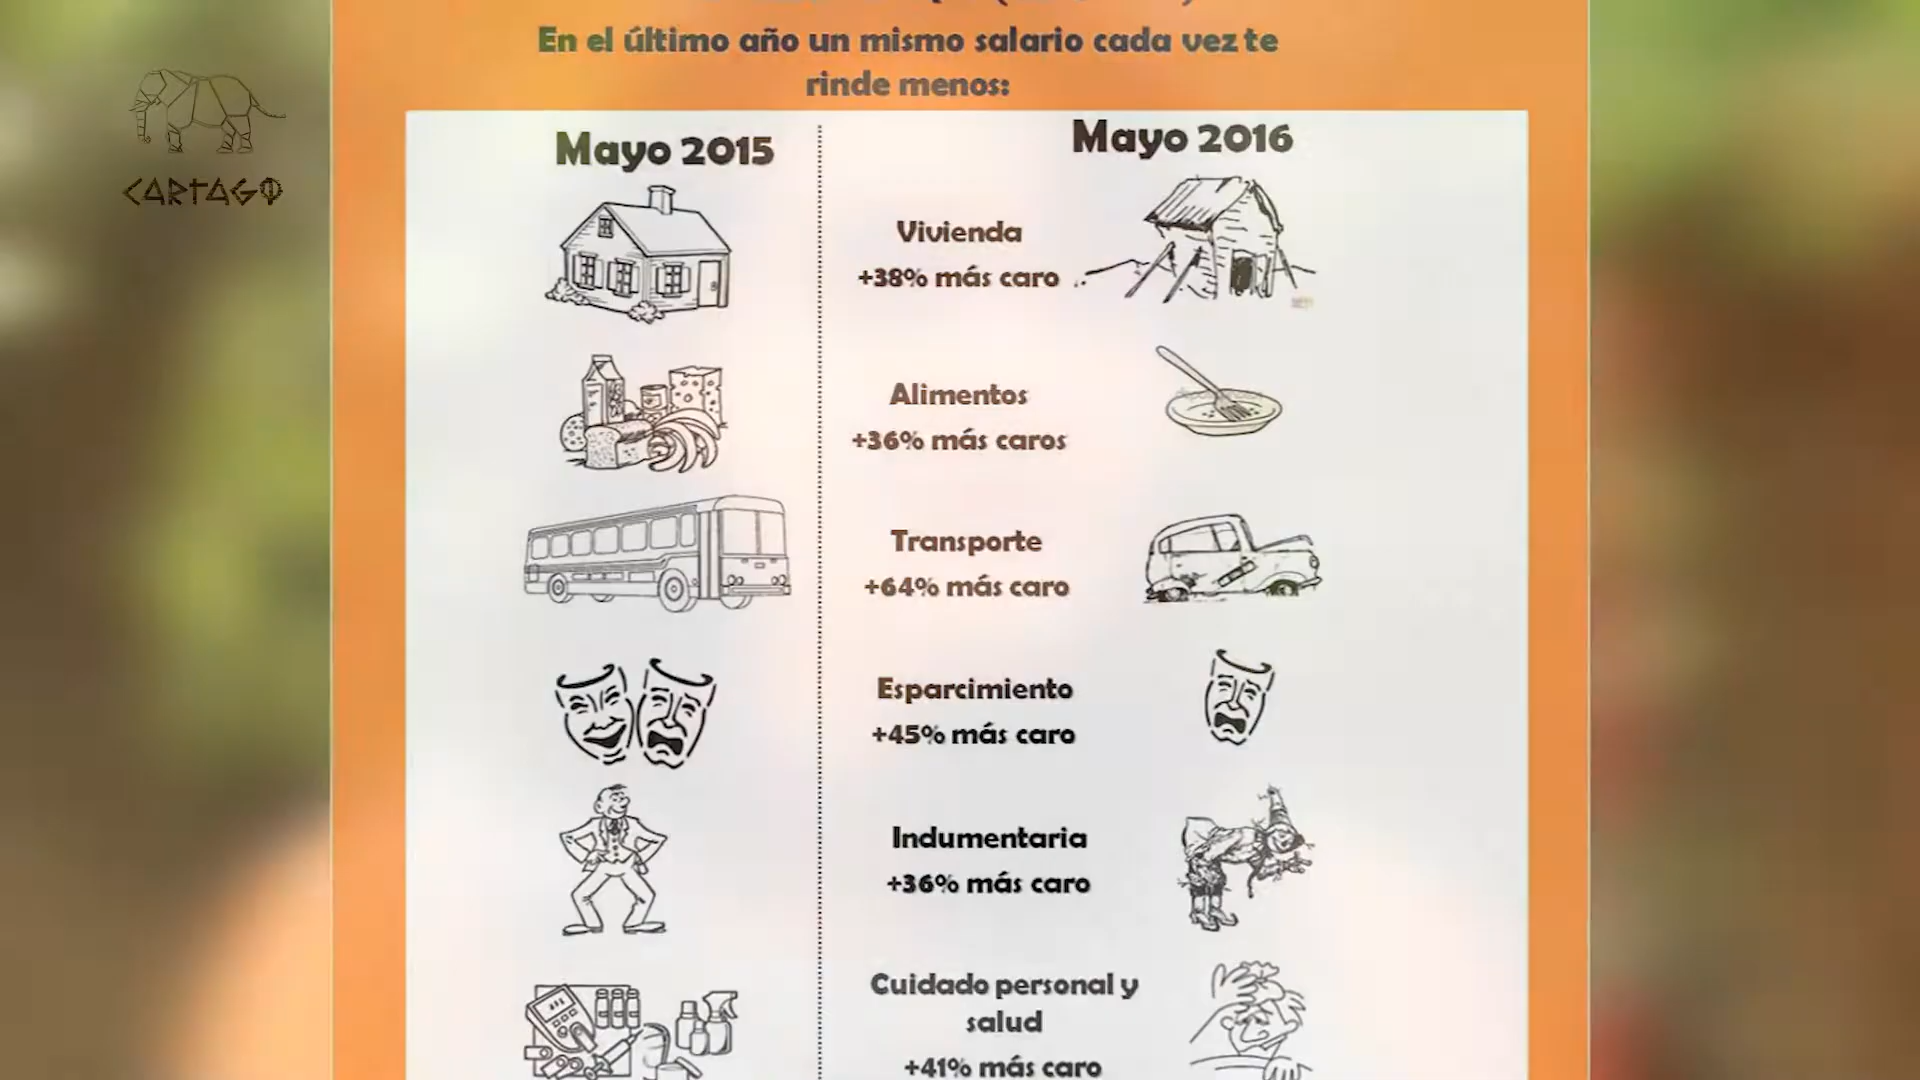 En el último año un mismo salario cada vez te
rinde menos:
CARTAGO
Mayo 2015
Mayo 2016
Vivienda
+38% más caro
Alimentos
+36% más caros
Transporte
+64% más caro
Esparcimiento
+45% más caro
Indumentaria
+36% más caro
Cuidado personal y
salud
+41% más caro